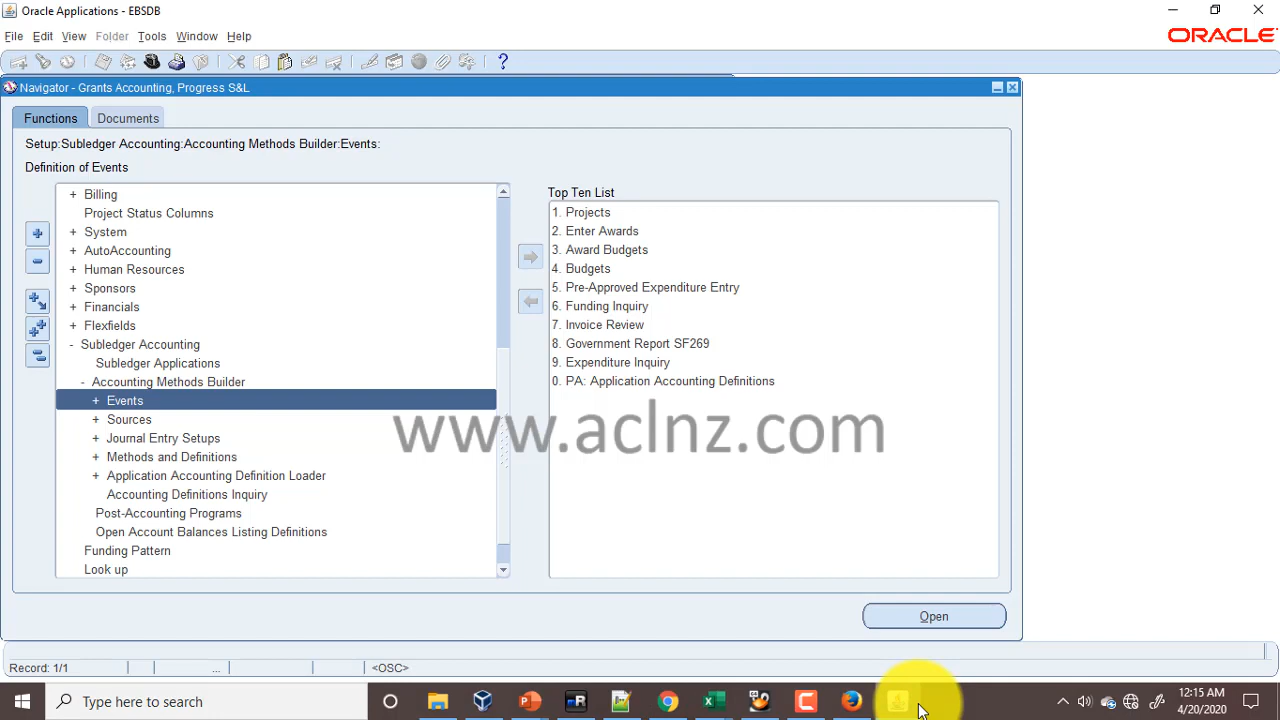 Oracle Applications - EBSDB
File Edit View Folder Tools Window Help
ORACLE
Navigator - Grants Accounting, Progress S&L
Functions Documents
Setup:Subledger Accounting:Accounting Methods Builder:Events:
Definition of Events
+ Billing
Project Status Columns
+ System
+ AutoAccounting
+ Human Resources
+ Sponsors
+ Financials
+ Flexfields
- Subledger Accounting
Subledger Applications
- Accounting Methods Builder
+ Events
+ Sources
+ Journal Entry Setups
+ Methods and Definitions
+ Application Accounting Definition Loader
Accounting Definitions Inquiry
Post-Accounting Programs
Open Account Balances Listing Definitions
Funding Pattern
Look up
Top Ten List
1. Projects
2. Enter Awards
3. Award Budgets
4. Budgets
5. Pre-Approved Expenditure Entry
6. Funding Inquiry
7. Invoice Review
8. Government Report SF269
9. Expenditure Inquiry
0. PA: Application Accounting Definitions
www.aclnz.com
Open
Record: 1/1 ... <OSC>
Type here to search
12:15 AM
4/20/2020